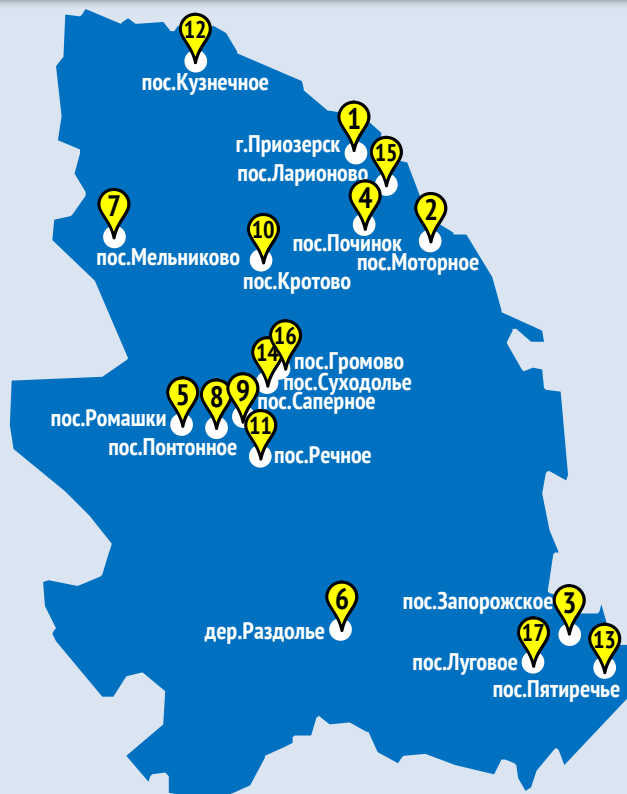 12
пос.Кузнечное
1
г.Приозерск
15
пос.Ларионово
4
7
2
10
пос.Починок
пос.Мельниково
пос.Моторное
пос.Кротово
16
14
пос.Громово
пос.Суходолье
9
5
8
пос.Саперное
пос.Ромашки
11
пос.Понтонное
пос.Речное
6
3
пос.Запорожское
дер.Раздолье
17
13
пос.Луговое
пос.Пятиречье